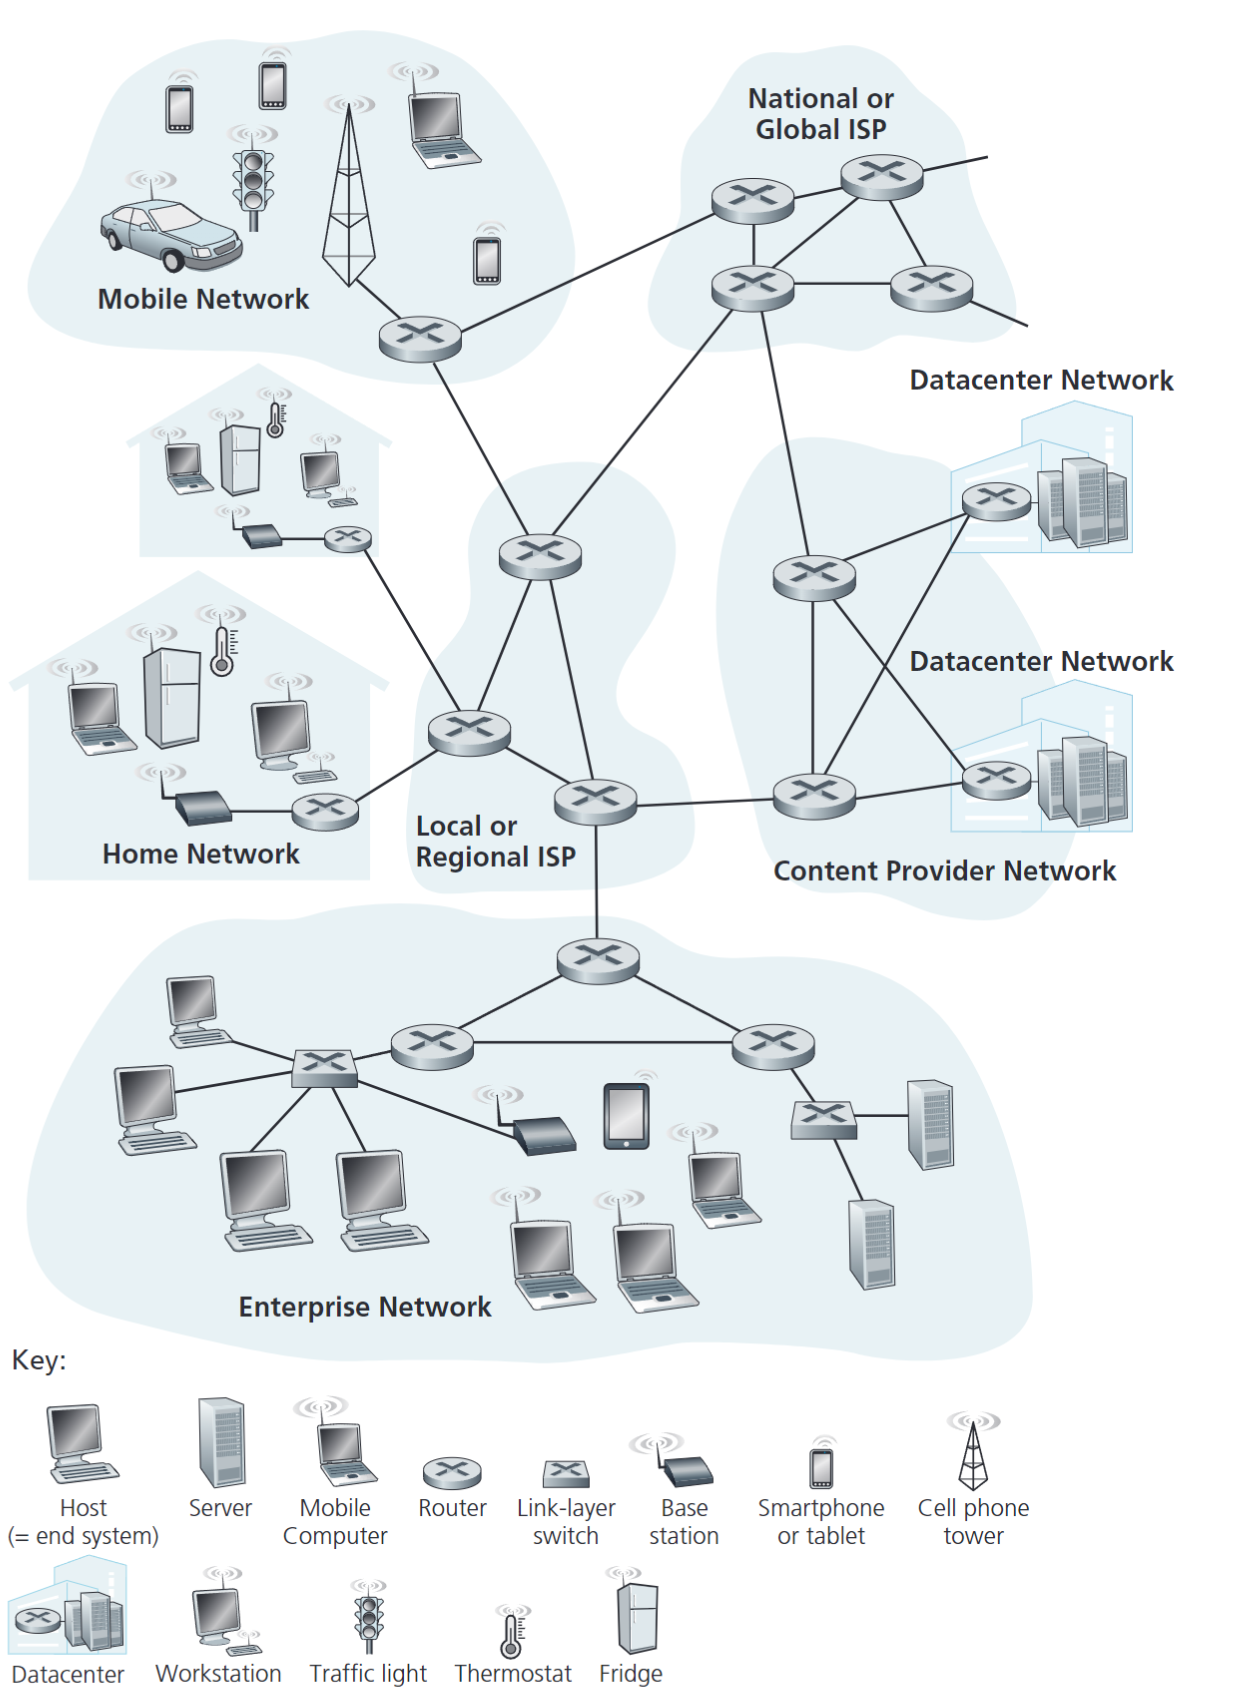 National or
Global ISP
Mobile Network
Datacenter Network
Datacenter Network
Local or
Regional ISP
Home Network
Content Provider Network
Enterprise Network
Key:
Host
(= end system)
Server
Mobile
Computer
Router
Link-layer
switch
Base
station
Smartphone
or tablet
Cell phone
tower
Datacenter
Workstation
Traffic light
Thermostat
Fridge